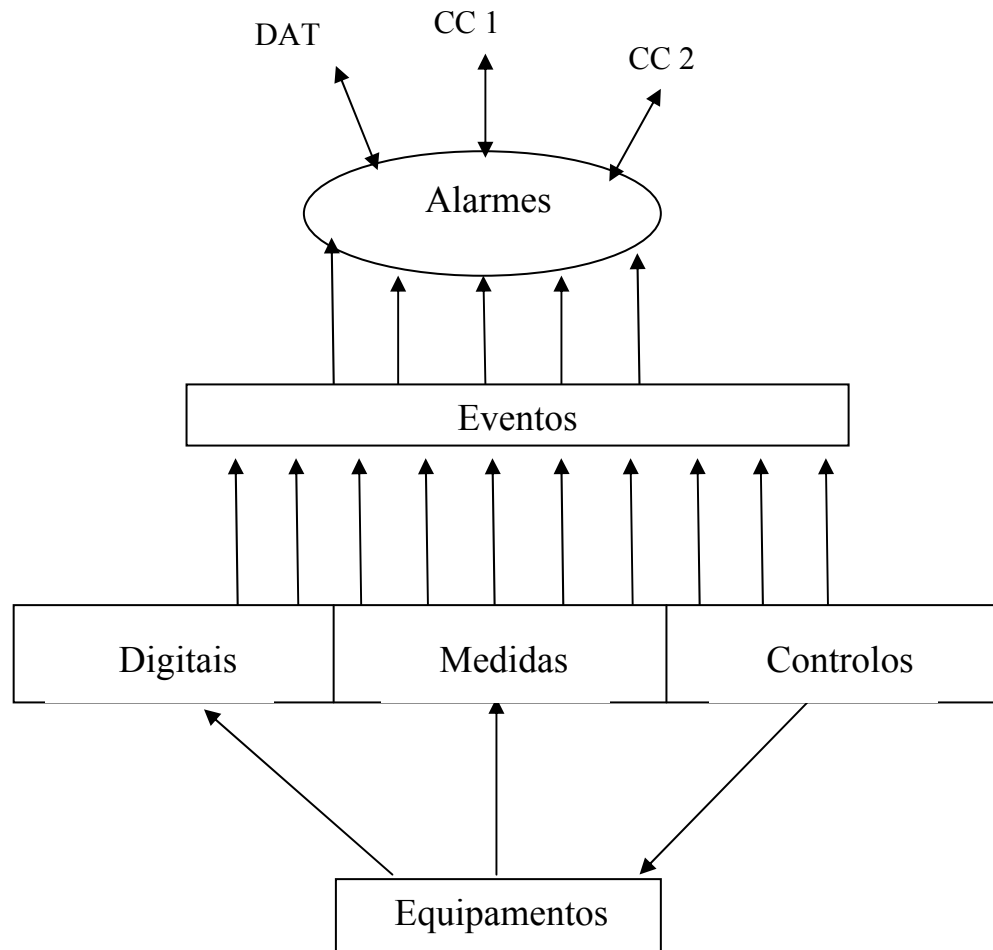 DAT
CC 1
CC 2
Alarmes
Eventos
Digitais
Medidas
Controlos
Equipamentos